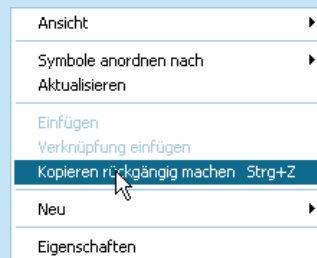 Ansicht
Symbole anordnen nach
Aktualisieren
Einfügen
Verknüpfung einfügen
Kopieren rückgängig machen Strg+Z
Neu
Eigenschaften